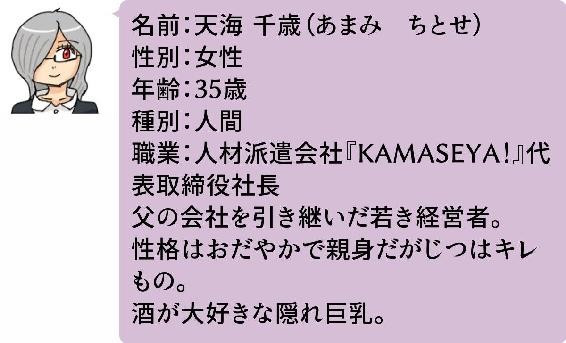 名前：天海 千歳（あまみ　ちとせ）
性別：女性
年齢：35歳
種別：人間
職業：人材派遣会社『KAMASEYA！』代
表取締役社長
父の会社を引き継いだ若き経営者。
性格はおだやかで親身だがじつはキレ
もの。
酒が大好きな隠れ巨乳。